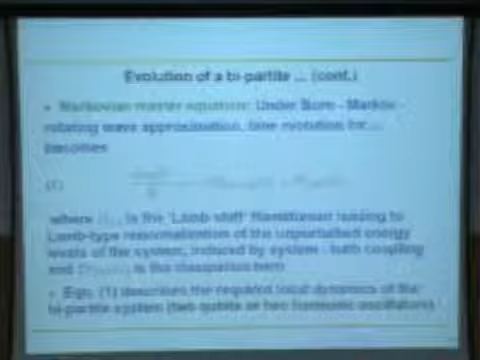 Evolution of a bi-partite ... (cont.)
Markovian master equation: Under Born - Markov -
rotating wave approximation, time evolution for
becomes
(1)
where is the 'Lamb shift' Hamiltonian leading to
Lamb-type renormalization of the unperturbed energy
levels of the system, induced by system - bath coupling
and is the dissipation term
Eqn. (1) describes the required local dynamics of the
bi-partite system (two qubits or two harmonic oscillators)